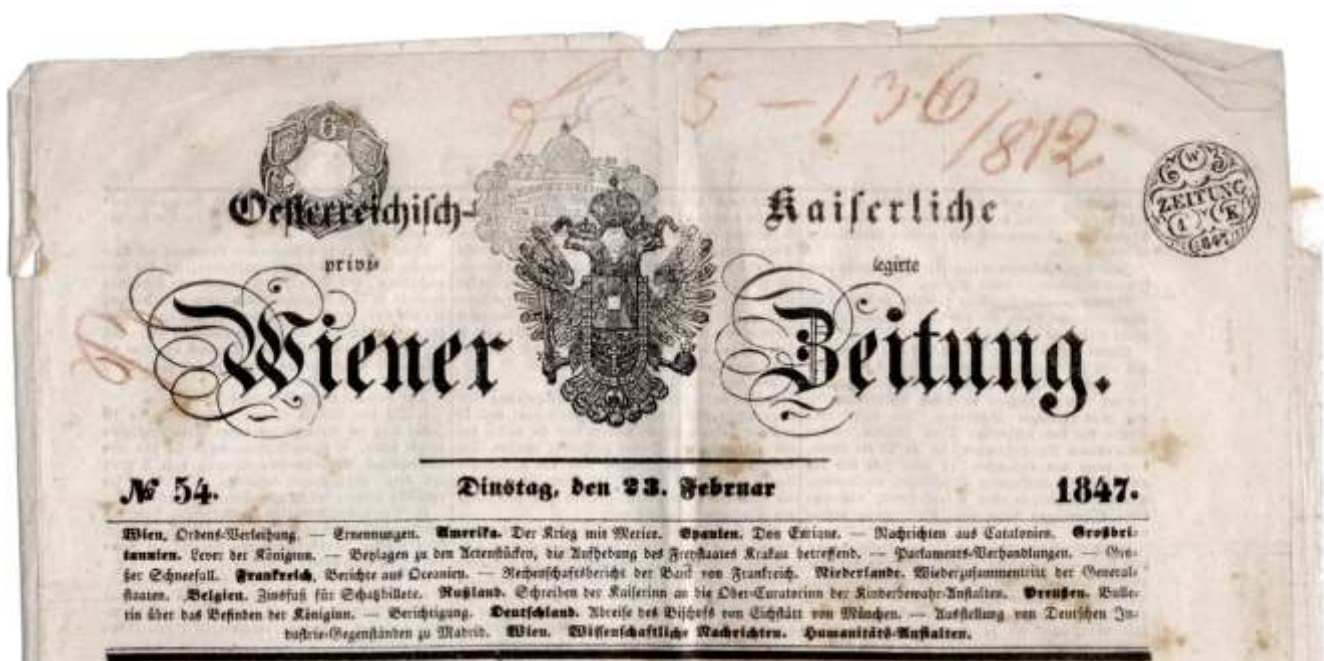 5 – 136/812
6
Oesterreichisch- Kaiserliche
W
ZEITUNG
1 K
1847
privi- legirte
Wiener Zeitung.
№ 54. Dinstag, den 23. Februar 1847.
Wien. Ordens-Verleihung. — Ernennungen. Amerika. Der Krieg mit Mexico. Spanien. Don Enrique. — Nachrichten aus Catalonien. Großbri-
tannien. Lever der Königinn. — Beylagen zu den Actenstücken, die Aufhebung des Freystaates Krakau betreffend. — Parlaments-Verhandlungen. — Gro-
ßer Schneefall. Frankreich. Berichte aus Oceanien. — Rechenschaftsbericht der Bank von Frankreich. Niederlande. Wiederzusammentritt der General-
staaten. Belgien. Zinsfuß für Schatzbillete. Rußland. Schreiben der Kaiserinn an die Ober-Curatorinn der Kinderbewahr-Anstalten. Preußen. Bulle-
tin über das Befinden der Königinn. — Berichtigung. Deutschland. Abreise des Bischofs von Eichstätt von München. — Ausstellung von Deutschen In-
dustrie-Gegenständen zu Madrid. Wien. Wissenschaftliche Nachrichten. Humanitäts-Anstalten.